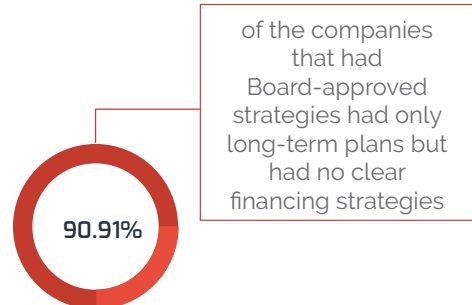 of the companies
that had
Board-approved
strategies had only
long-term plans but
had no clear
financing strategies
90.91%